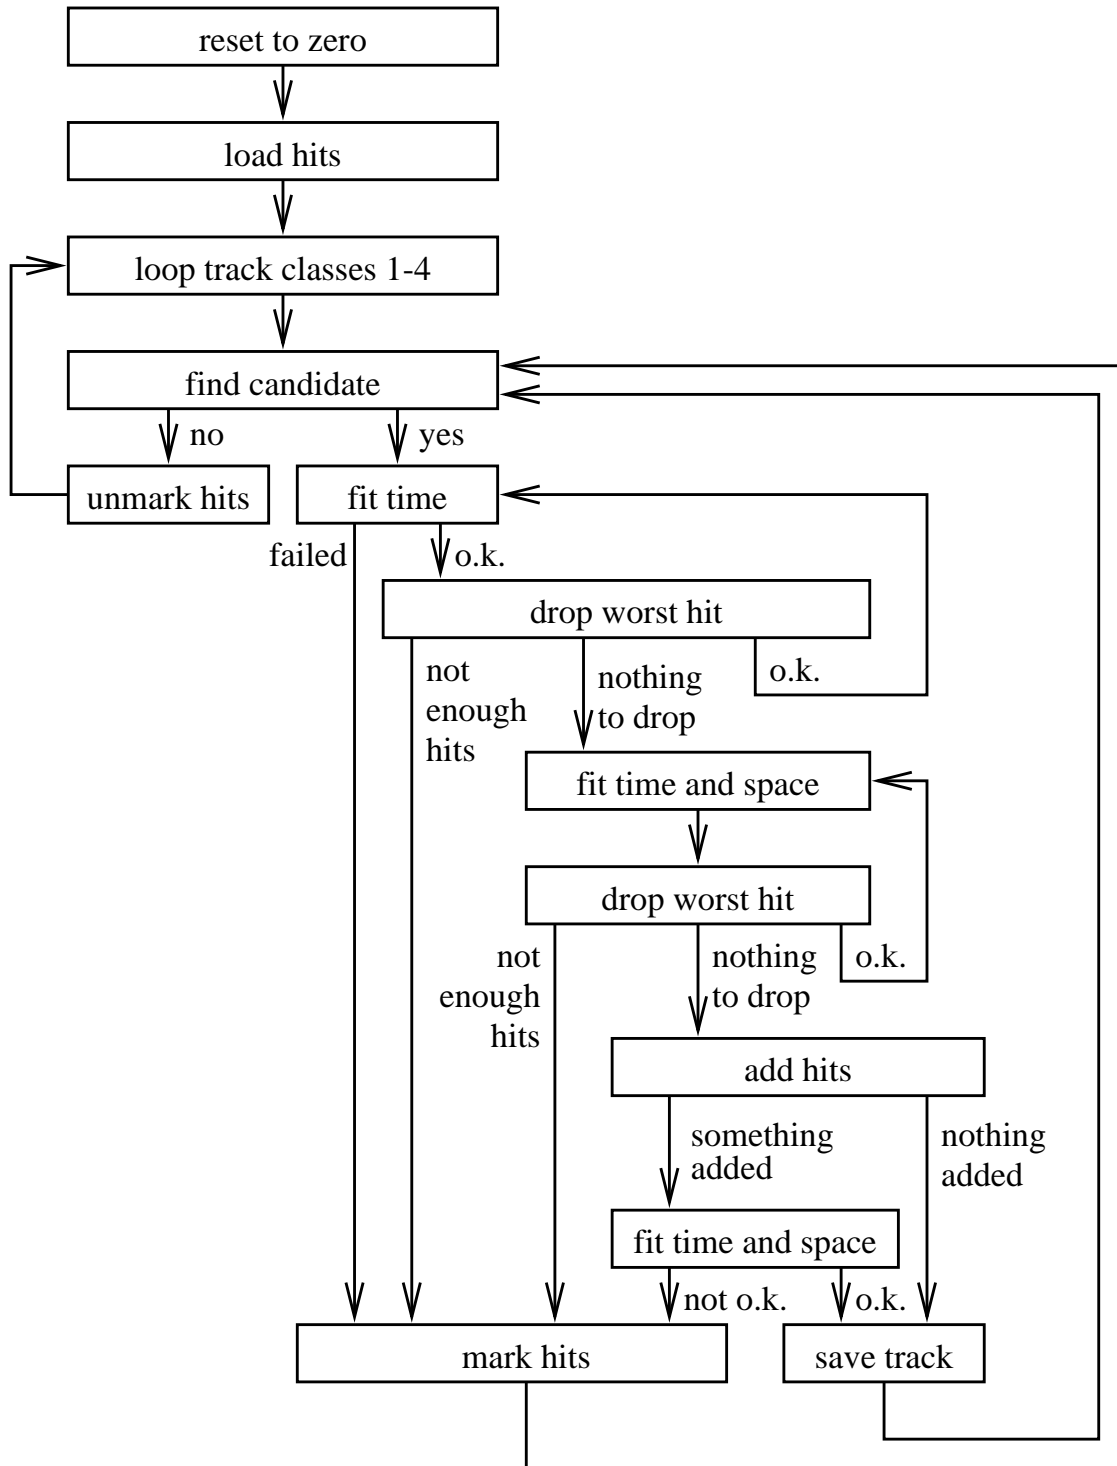 reset to zero
load hits
loop track classes 1-4
find candidate
no
yes
unmark hits
fit time
failed
o.k.
drop worst hit
not
enough
hits
nothing
to drop
o.k.
fit time and space
drop worst hit
not
enough
hits
nothing
to drop
o.k.
add hits
something
added
nothing
added
fit time and space
not o.k.
o.k.
mark hits
save track